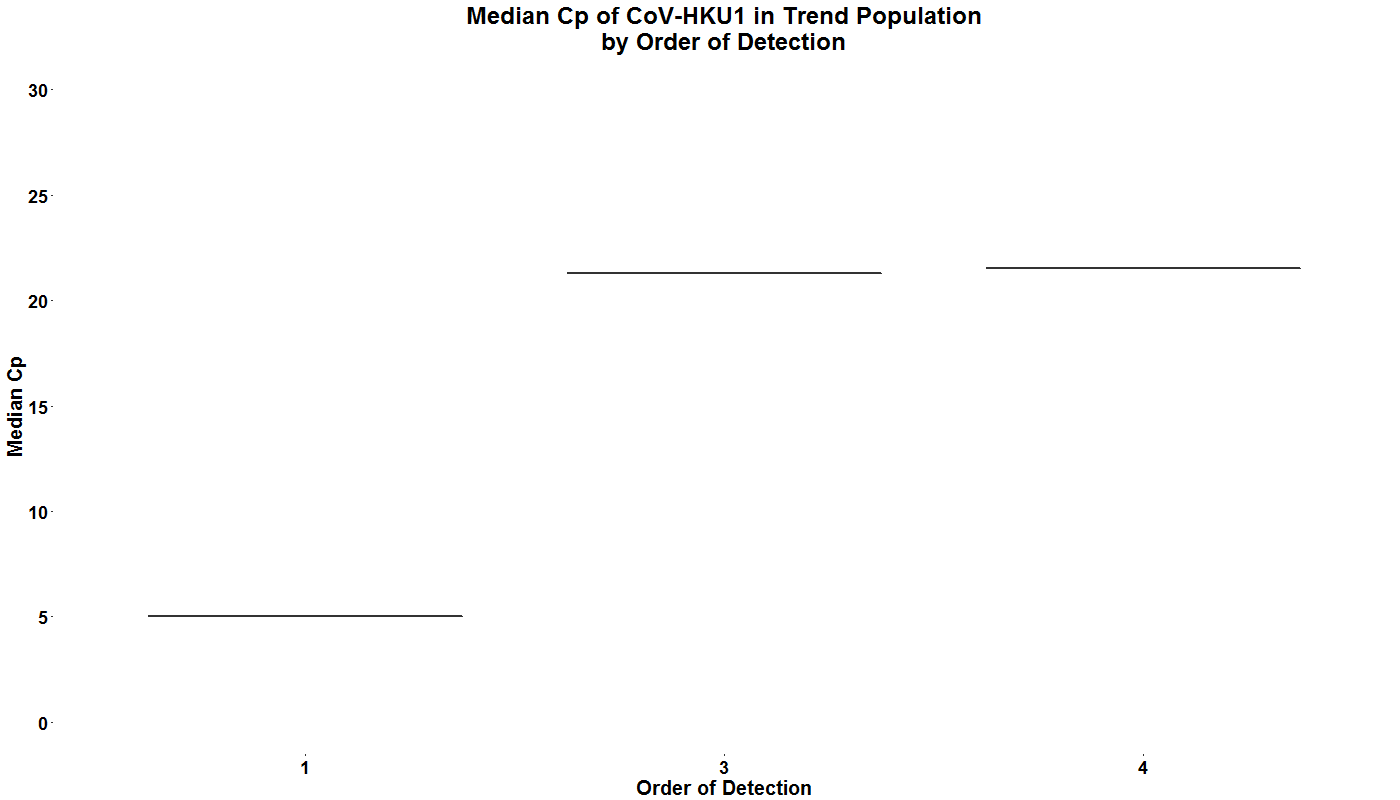 Median Cp of CoV-HKU1 in Trend Population
by Order of Detection
30
25
20
15
10
5
0
Median Cp
1
3
4
Order of Detection